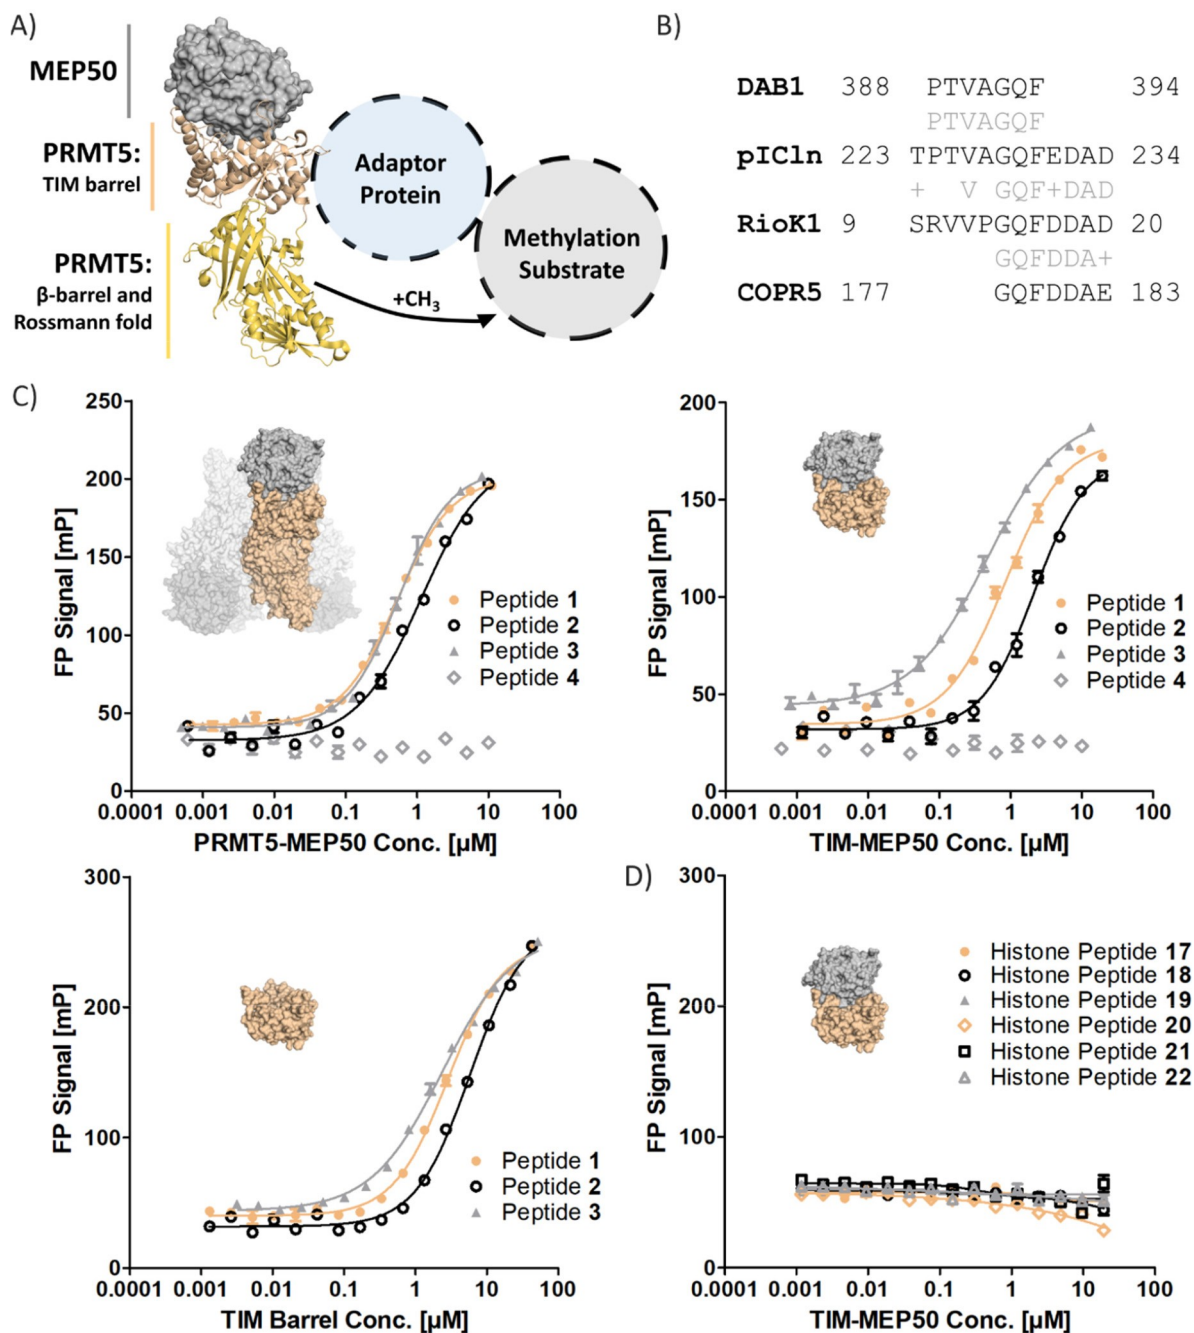 A)
MEP50
PRMT5:
TIM barrel
PRMT5:
β-barrel and
Rossmann fold
Adaptor
Protein
Methylation
Substrate
+CH3
B)
DAB1 388 PTVAGQF 394
PTVAGQF
pICln 223 TPTVAGQFEDAD 234
+ V GQF+DAD
RioK1 9 SRVVPGQFDDAD 20
GQFDDA+
COPR5 177 GQFDDAE 183
C)
FP Signal [mP]
250
200
150
100
50
0
0.0001 0.001 0.01 0.1 1 10 100
PRMT5-MEP50 Conc. [µM]
Peptide 1
Peptide 2
Peptide 3
Peptide 4
FP Signal [mP]
200
150
100
50
0
0.0001 0.001 0.01 0.1 1 10 100
TIM-MEP50 Conc. [µM]
Peptide 1
Peptide 2
Peptide 3
Peptide 4
FP Signal [mP]
300
200
100
0
0.0001 0.001 0.01 0.1 1 10 100
TIM Barrel Conc. [µM]
Peptide 1
Peptide 2
Peptide 3
D)
FP Signal [mP]
300
200
100
0
0.0001 0.001 0.01 0.1 1 10 100
TIM-MEP50 Conc. [µM]
Histone Peptide 17
Histone Peptide 18
Histone Peptide 19
Histone Peptide 20
Histone Peptide 21
Histone Peptide 22